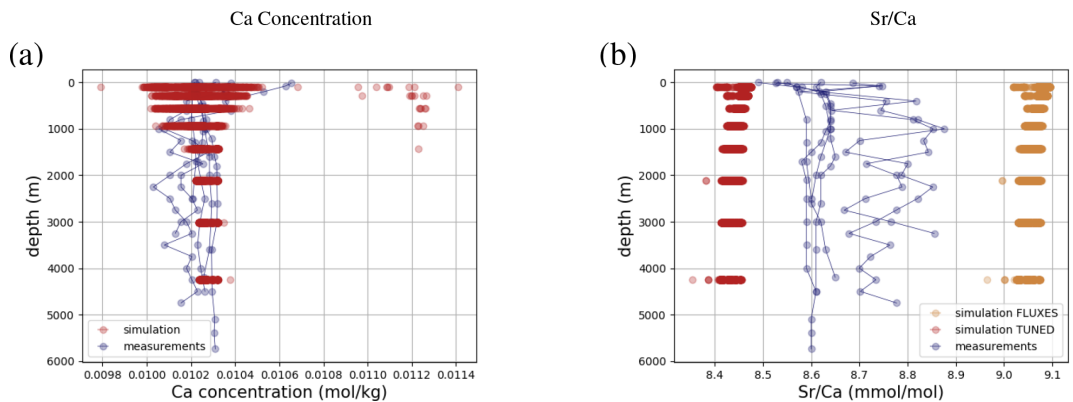 Ca Concentration
(a)
0
1000
2000
3000
4000
5000
6000
depth (m)
simulation
measurements
0.0098 0.0100 0.0102 0.0104 0.0106 0.0108 0.0110 0.0112 0.0114
Ca concentration (mol/kg)
Sr/Ca
(b)
0
1000
2000
3000
4000
5000
6000
depth (m)
simulation FLUXES
simulation TUNED
measurements
8.4 8.5 8.6 8.7 8.8 8.9 9.0 9.1
Sr/Ca (mmol/mol)